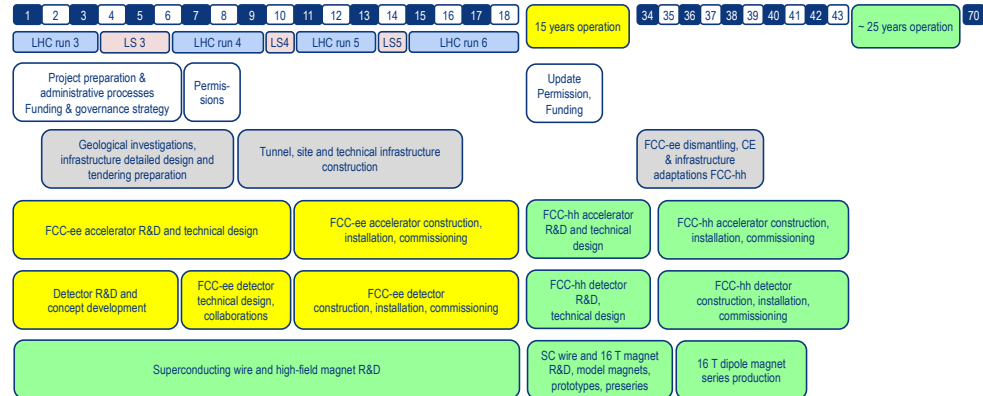 1 2 3 4 5 6 7 8 9 10 11 12 13 14 15 16 17 18
15 years operation
34 35 36 37 38 39 40 41 42 43
~ 25 years operation
70
LHC run 3
LS 3
LHC run 4
LS4
LHC run 5
LS5
LHC run 6
Project preparation &
administrative processes
Funding & governance strategy
Permis-
sions
Update
Permission,
Funding
Geological investigations,
infrastructure detailed design and
tendering preparation
Tunnel, site and technical infrastructure
construction
FCC-ee dismantling, CE
& infrastructure
adaptations FCC-hh
FCC-ee accelerator R&D and technical design
FCC-ee accelerator construction,
installation, commissioning
FCC-hh accelerator
R&D and technical
design
FCC-hh accelerator construction,
installation, commissioning
Detector R&D and
concept development
FCC-ee detector
technical design,
collaborations
FCC-ee detector
construction, installation, commissioning
FCC-hh detector
R&D,
technical design
FCC-hh detector
construction, installation,
commissioning
Superconducting wire and high-field magnet R&D
SC wire and 16 T magnet
R&D, model magnets,
prototypes, preseries
16 T dipole magnet
series production